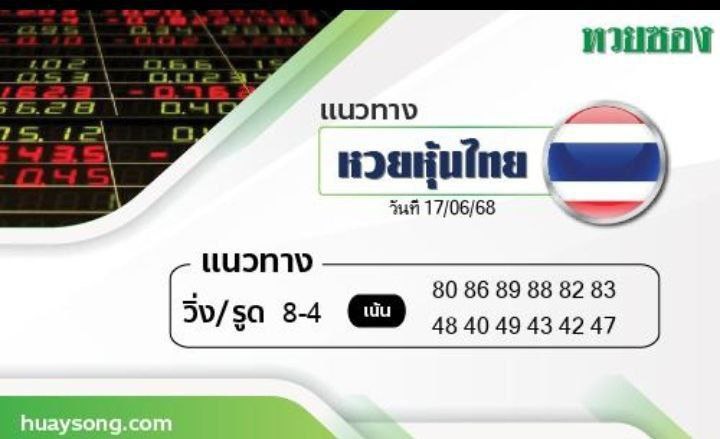 หวยซอง
แนวทาง
หวยหุ้นไทย
วันที่ 17/06/68
แนวทาง
วิ่ง/รูด 8-4 เน้น
80 86 89 88 82 83
48 40 49 43 42 47
huaysong.com